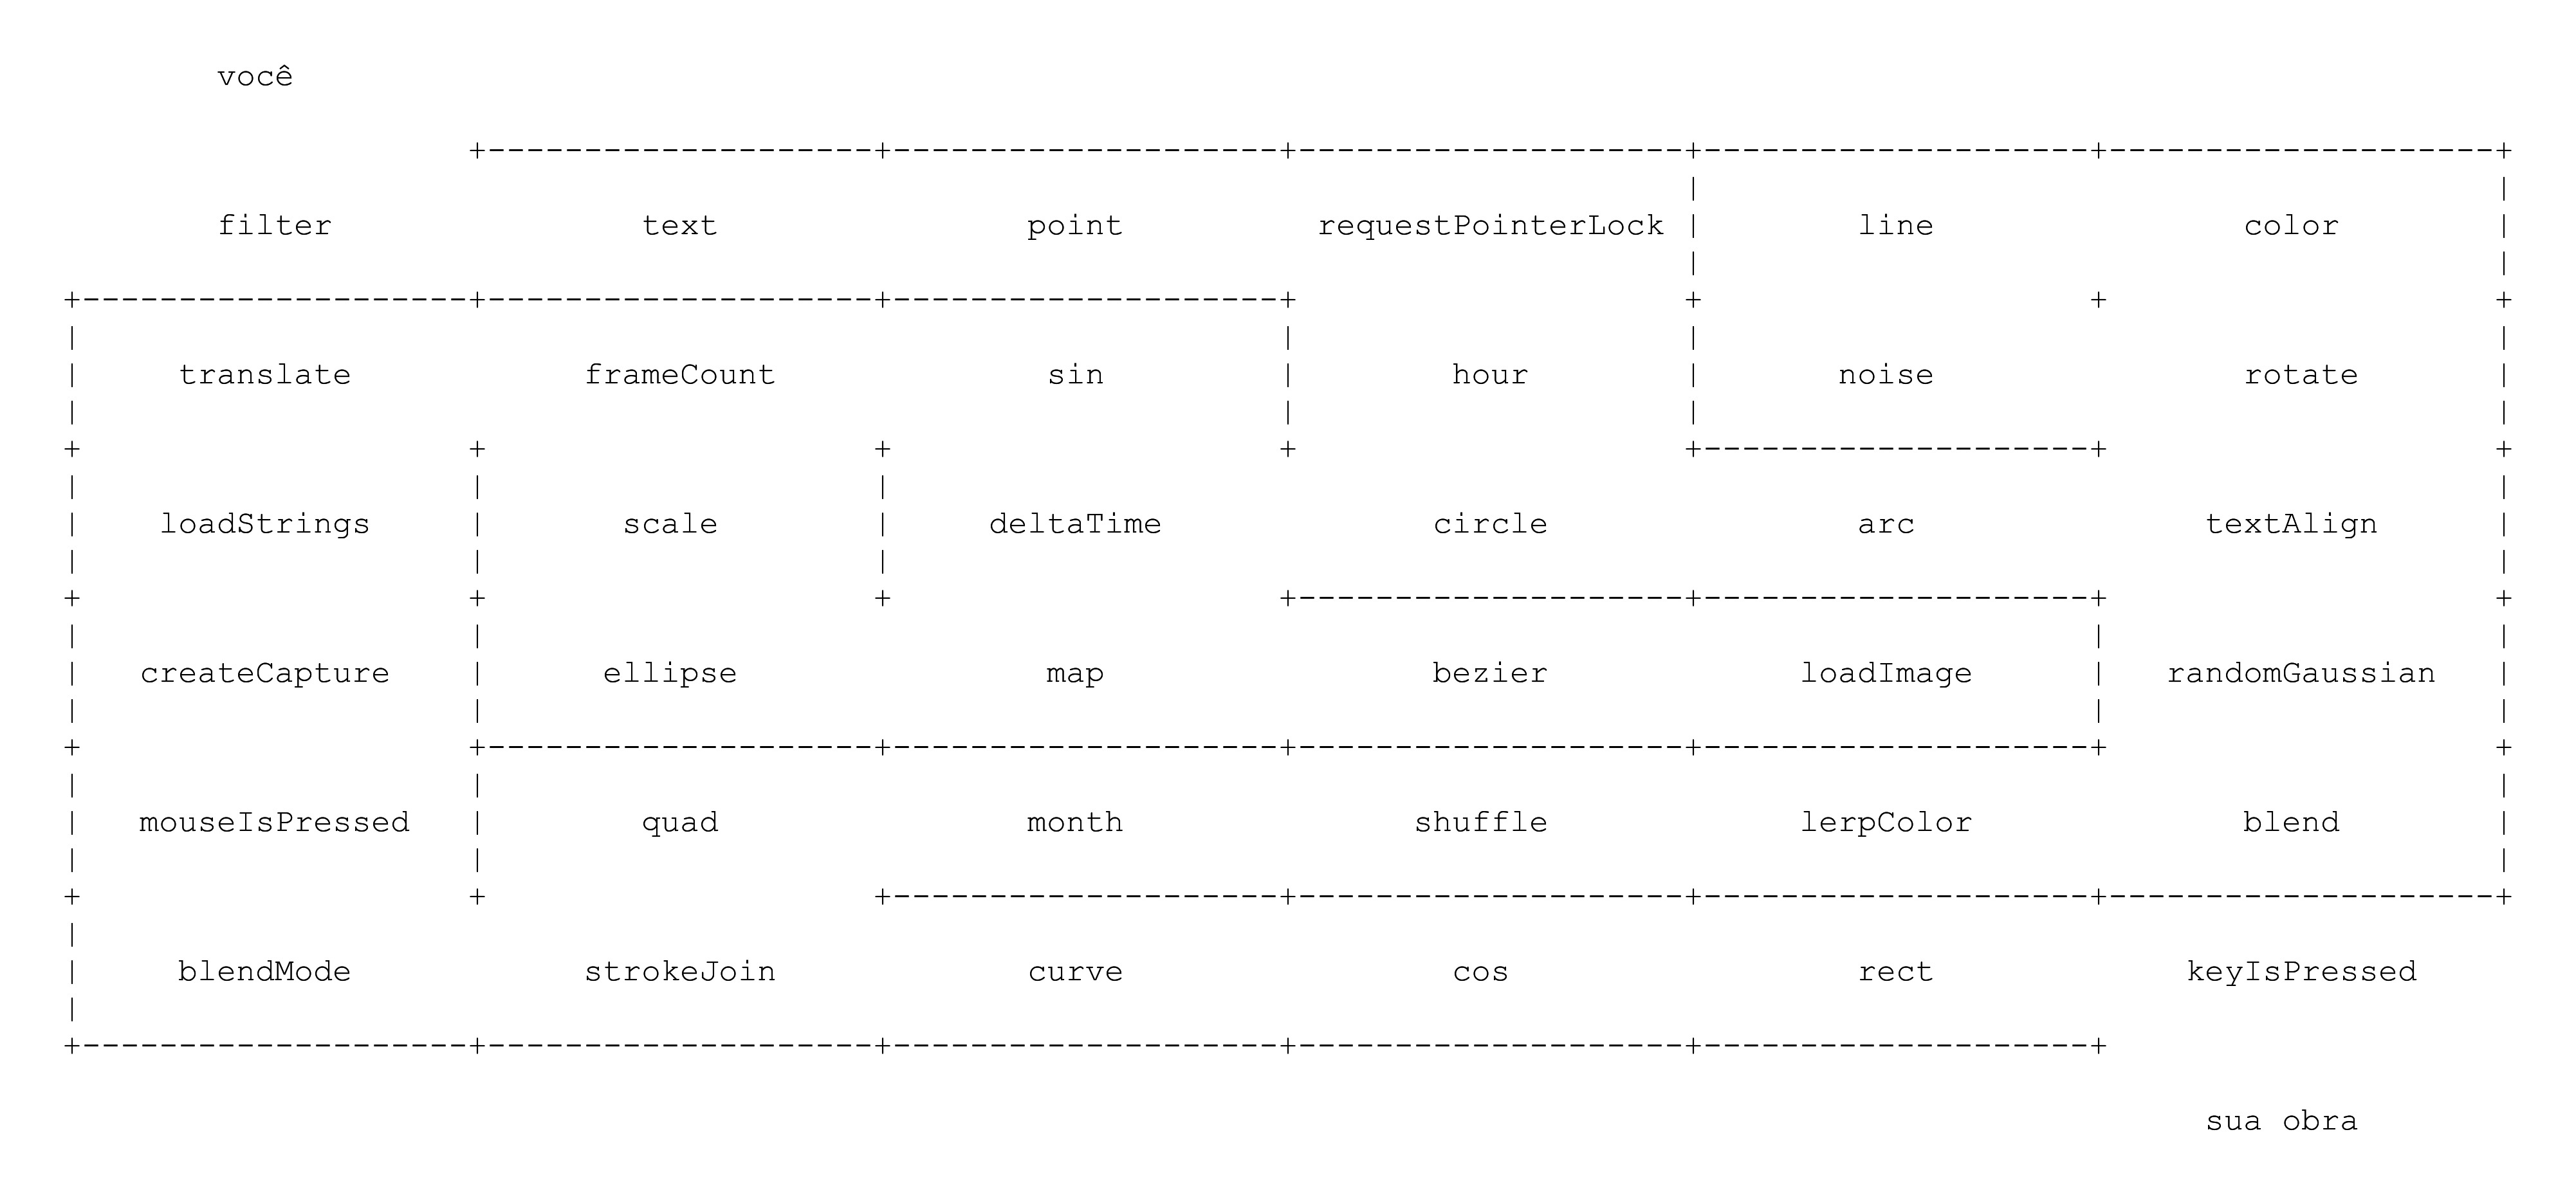 você
filter text point requestPointerLock line color
translate frameCount sin hour noise rotate
loadStrings scale deltaTime circle arc textAlign
createCapture ellipse map bezier loadImage randomGaussian
mouseIsPressed quad month shuffle lerpColor blend
blendMode strokeJoin curve cos rect keyIsPressed
sua obra